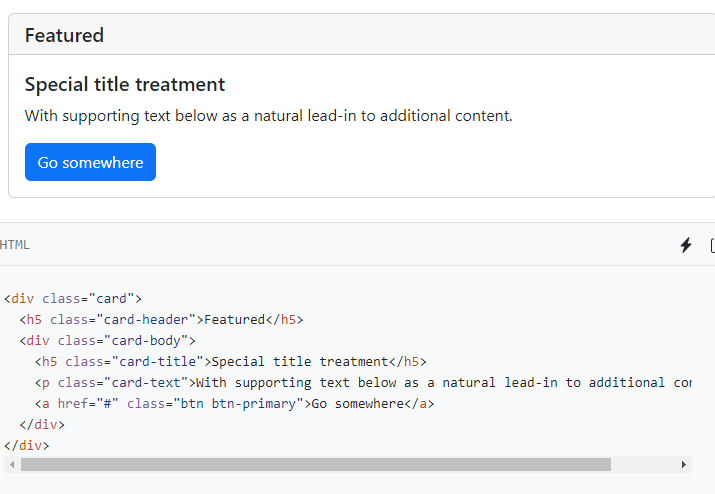 Featured
Special title treatment
With supporting text below as a natural lead-in to additional content.
Go somewhere
HTML
<div class="card">
  <h5 class="card-header">Featured</h5>
  <div class="card-body">
    <h5 class="card-title">Special title treatment</h5>
    <p class="card-text">With supporting text below as a natural lead-in to additional
    <a href="#" class="btn btn-primary">Go somewhere</a>
  </div>
</div>